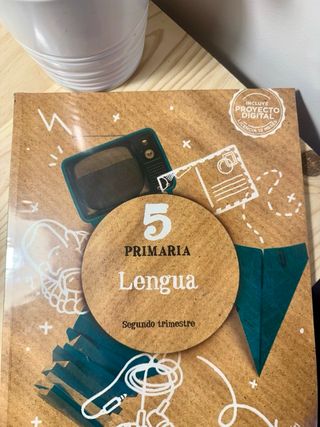 INCLUYE
PROYECTO
DIGITAL
5
PRIMARIA
Lengua
Segundo trimestre